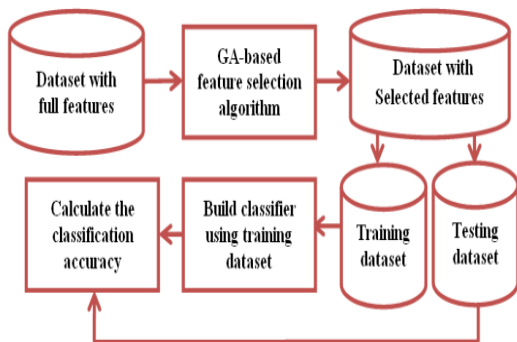 Dataset with
full features
GA-based
feature selection
algorithm
Dataset with
Selected features
Calculate the
classification
accuracy
Build classifier
using training
dataset
Training
dataset
Testing
dataset